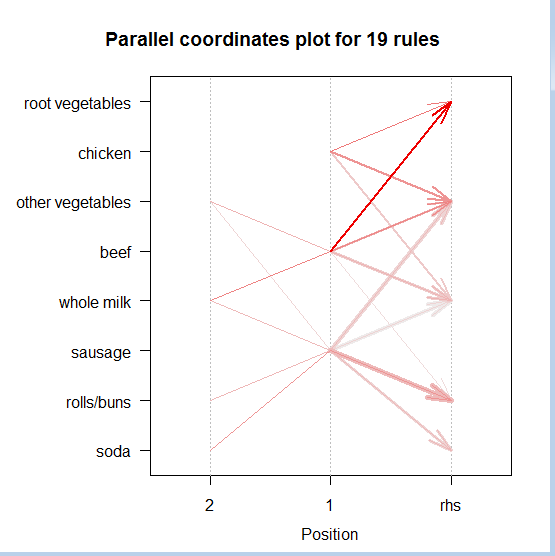 Parallel coordinates plot for 19 rules
root vegetables
chicken
other vegetables
beef
whole milk
sausage
rolls/buns
soda
2 1 rhs
Position